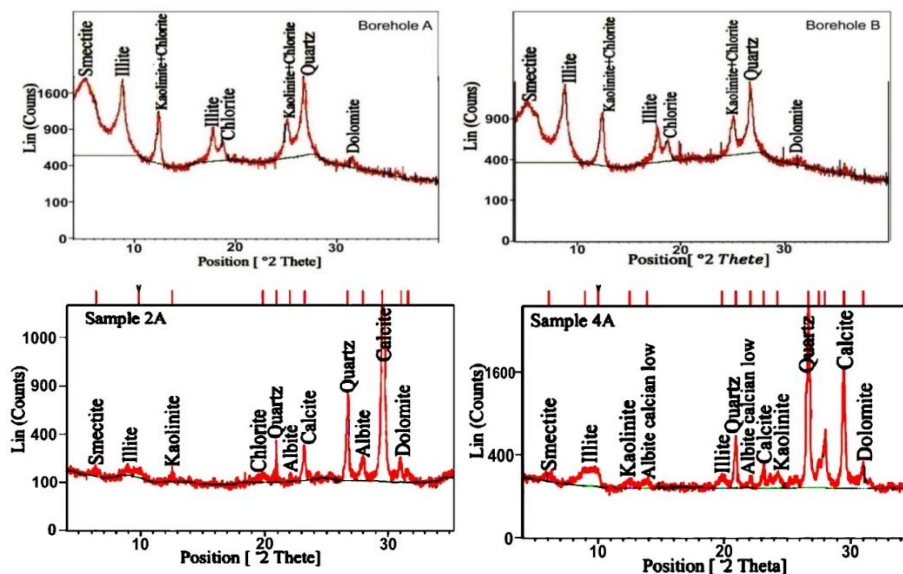 Borehole A
Lin (Couns)
1600
900
400
100
0
Smectite
Illite
Kaolinite+Chlorite
Illite
Chlorite
Kaolinite+Chlorite
Quartz
Dolomite
10
20
30
Position [ °2 Thete]
Borehole B
Lin (Couns)
900
400
100
0
Smectite
Illite
Kaolinite+Chlorite
Illite
Chlorite
Kaolinite+Chlorite
Quartz
Dolomite
10
20
30
Position[ °2 Thete]
Sample 2A
Lin (Counts)
1000
900
400
100
0
Smectite
Illite
Kaolinite
Chlorite
Quartz
Albite
Calcite
Quartz
Albite
Calcite
Dolomite
10
20
30
Position [ °2 Thete]
Sample 4A
Lin (Counts)
1600
400
0
Smectite
Illite
Kaolinite
Albite calcian low
Illite
Quartz
Albite calcian low
Calcite
Kaolinite
Quartz
Calcite
Dolomite
10
20
30
Position [ °2 Theta]